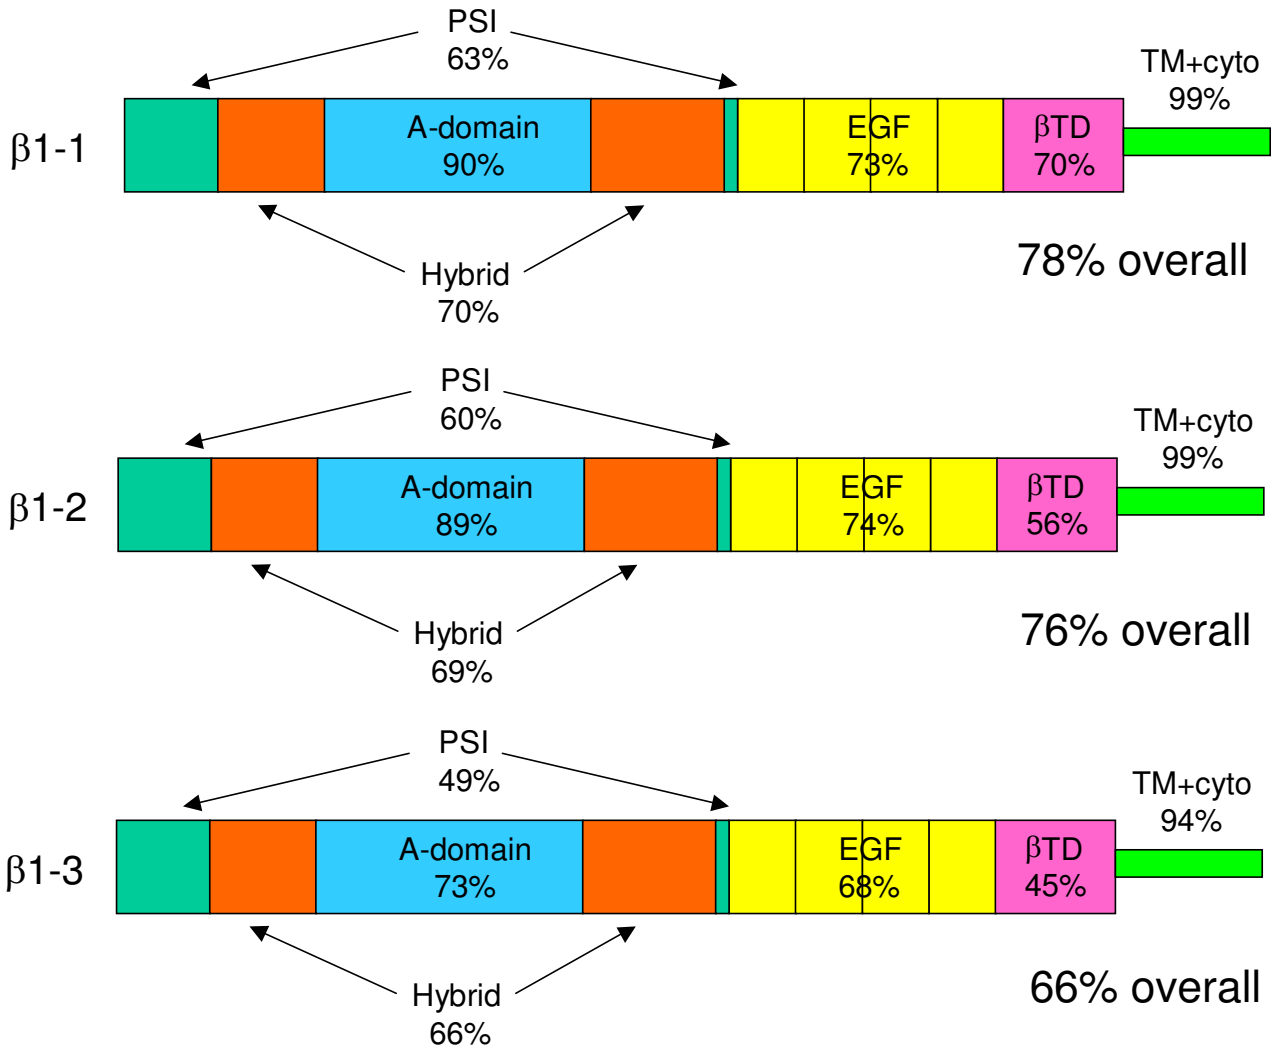 PSI
63%
TM+cyto
99%
β1-1
A-domain
90%
EGF
73%
βTD
70%
Hybrid
70%
78% overall
PSI
60%
TM+cyto
99%
β1-2
A-domain
89%
EGF
74%
βTD
56%
Hybrid
69%
76% overall
PSI
49%
TM+cyto
94%
β1-3
A-domain
73%
EGF
68%
βTD
45%
Hybrid
66%
66% overall